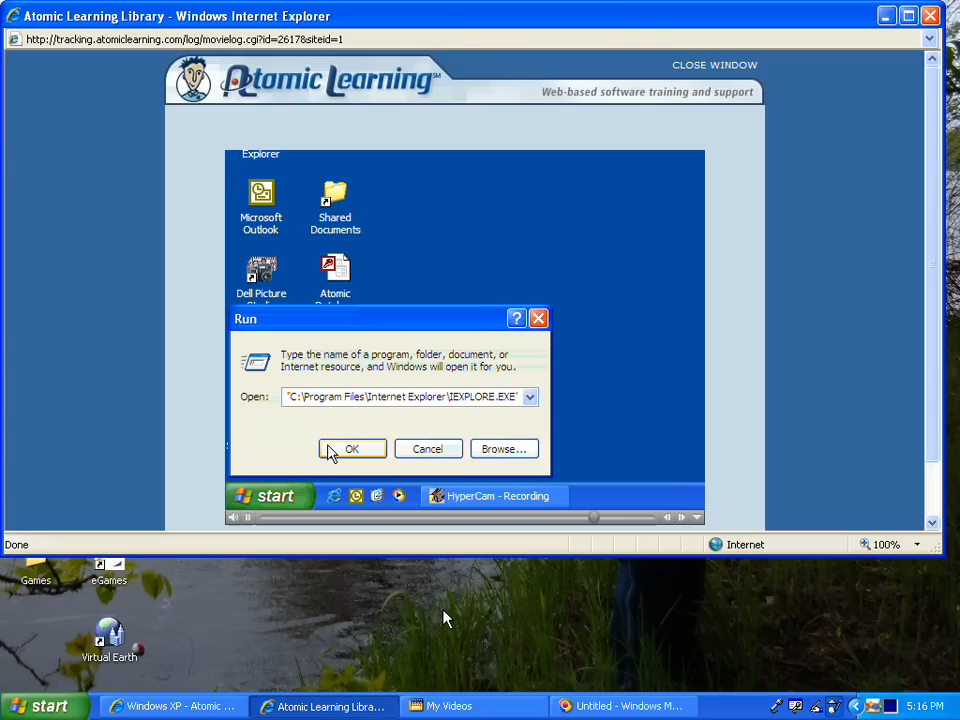 Atomic Learning Library - Windows Internet Explorer
http://tracking.atomiclearning.com/log/movielog.cgi?id=2617&siteid=1
CLOSE WINDOW
Atomic Learning SM
Web-based software training and support
Explorer
Microsoft
Outlook
Shared
Documents
Dell Picture
Atomic
Run
Type the name of a program, folder, document, or
Internet resource, and Windows will open it for you.
Open: "C:\Program Files\Internet Explorer\IEXPLORE.EXE"
OK Cancel Browse...
start HyperCam - Recording
Done Internet 100%
Games eGames
Virtual Earth
start Windows XP - Atomic ... Atomic Learning Libra... My Videos Untitled - Windows M... 5:16 PM